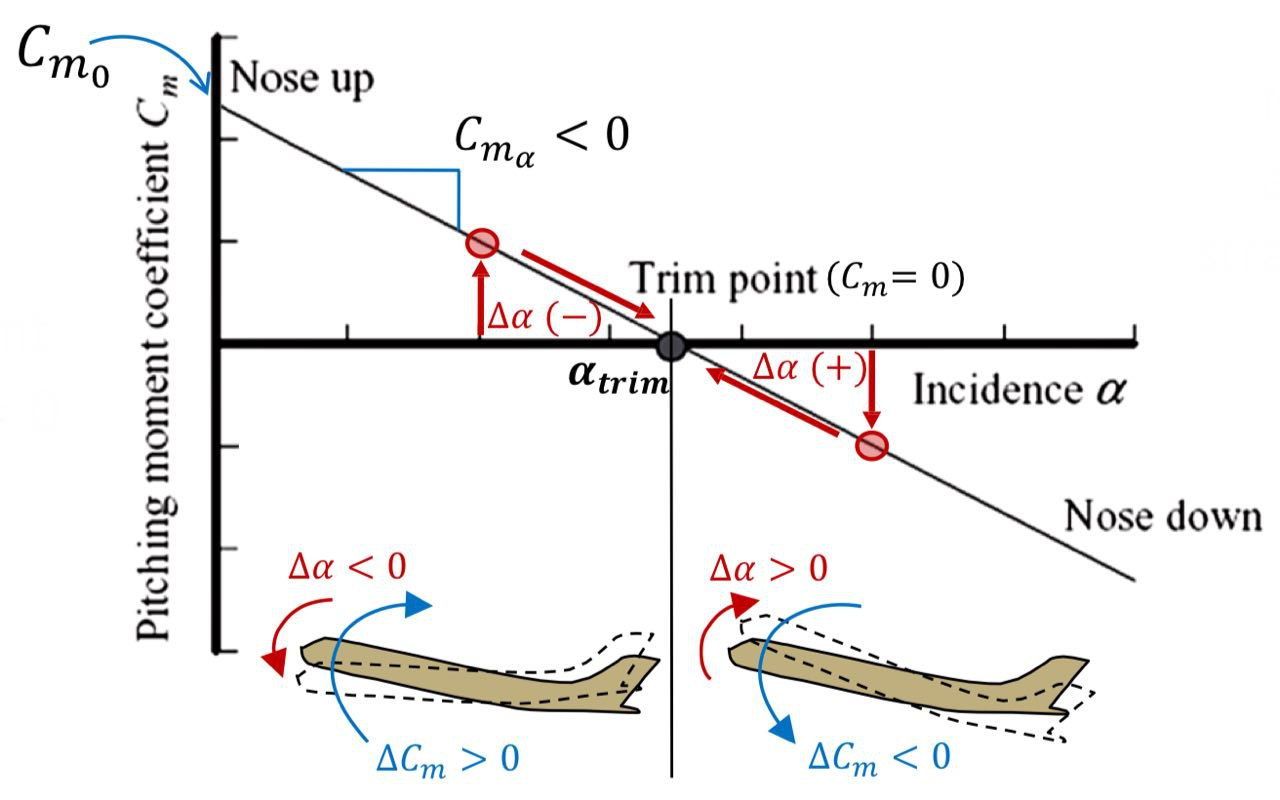 C_{m_0}
Nose up
C_{m_α} < 0
Pitching moment coefficient C_m
Trim point (C_m = 0)
Δα (−)
α_{trim}
Δα (+)
Incidence α
Nose down
Δα < 0
Δα > 0
ΔC_m > 0
ΔC_m < 0